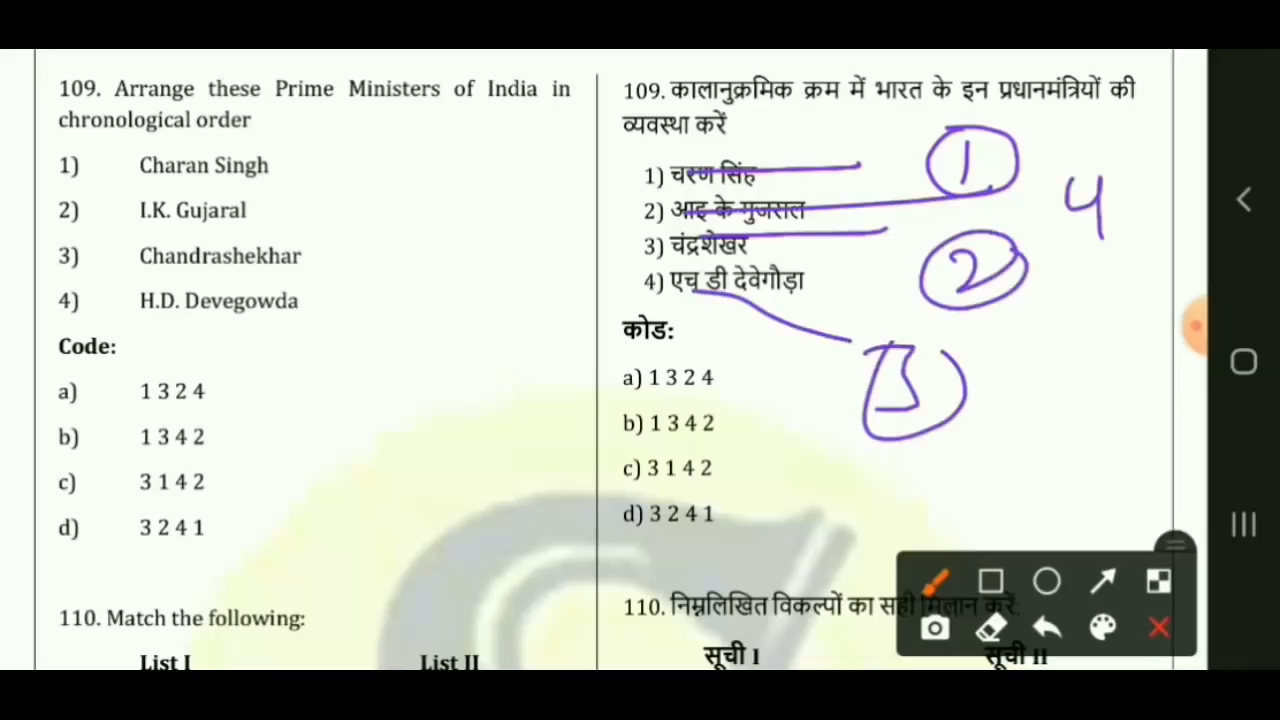 109. Arrange these Prime Ministers of India in
chronological order
1) Charan Singh
2) I.K. Gujaral
3) Chandrashekhar
4) H.D. Devegowda
Code:
a) 1 3 2 4
b) 1 3 4 2
c) 3 1 4 2
d) 3 2 4 1
110. Match the following:
List I List II
109. कालानुक्रमिक क्रम में भारत के इन प्रधानमंत्रियों की
व्यवस्था करें
1) चरण सिंह
2) आइ के गुजराल
3) चंद्रशेखर
4) एच डी देवेगौड़ा
1
4
2
3
कोड:
a) 1 3 2 4
b) 1 3 4 2
c) 3 1 4 2
d) 3 2 4 1
110. निम्नलिखित विकल्पों का सही मिलान करें:
सूची I सूची II